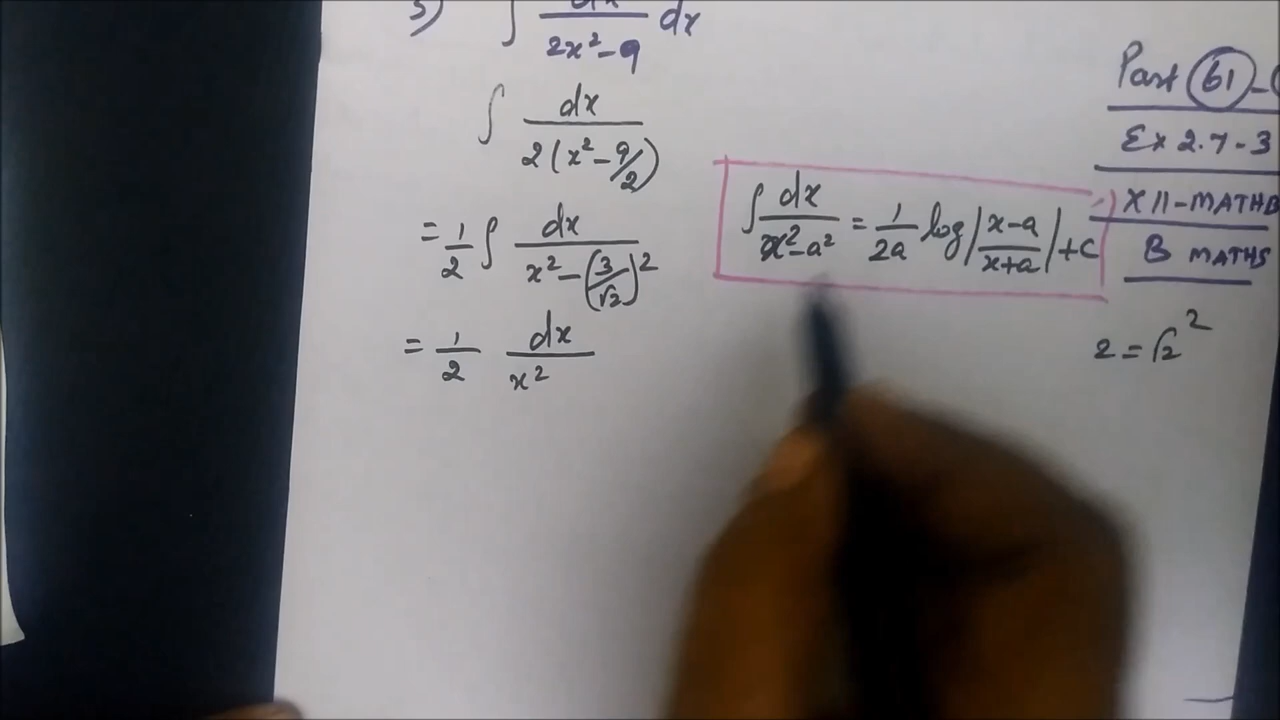 3) ∫ dx / 2x²-9 dx
∫ dx / 2(x² - 9/2)
= 1/2 ∫ dx / x² - (3/√2)²
= 1/2 dx / x²
∫ dx / x²-a² = 1/2a log |x-a / x+a| + c
Part 61 -
Ex 2.7-3
XII-MATHS
B MATHS
2 = √2²